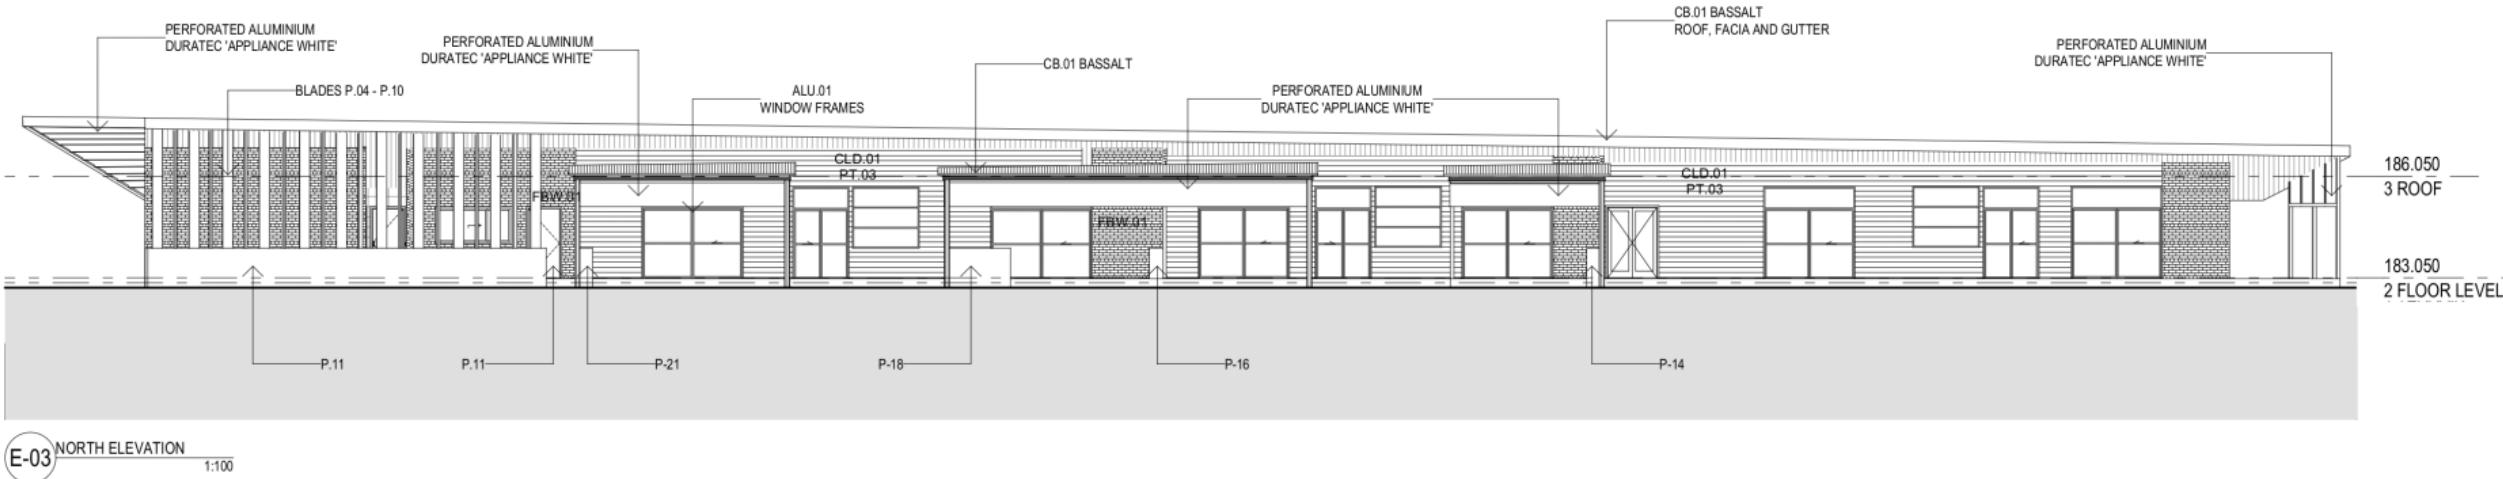 PERFORATED ALUMINIUM
DURATEC 'APPLIANCE WHITE'
PERFORATED ALUMINIUM
DURATEC 'APPLIANCE WHITE'
BLADES P.04 - P.10
ALU.01
WINDOW FRAMES
CB.01 BASSALT
PERFORATED ALUMINIUM
DURATEC 'APPLIANCE WHITE'
CB.01 BASSALT
ROOF, FACIA AND GUTTER
PERFORATED ALUMINIUM
DURATEC 'APPLIANCE WHITE'
CLD.01
PT.03
CLD.01
PT.03
FBW.01
FBW.01
186.050
3 ROOF
183.050
2 FLOOR LEVEL
P.11
P.11
P-21
P-18
P-16
P-14
E-03
NORTH ELEVATION
1:100